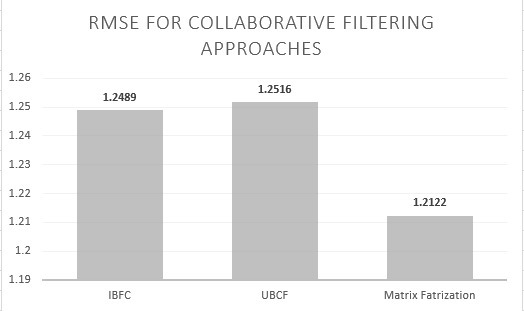 RMSE FOR COLLABORATIVE FILTERING
APPROACHES
1.26
1.25
1.24
1.23
1.22
1.21
1.2
1.19
1.2489
1.2516
1.2122
IBFC
UBCF
Matrix Fatrization